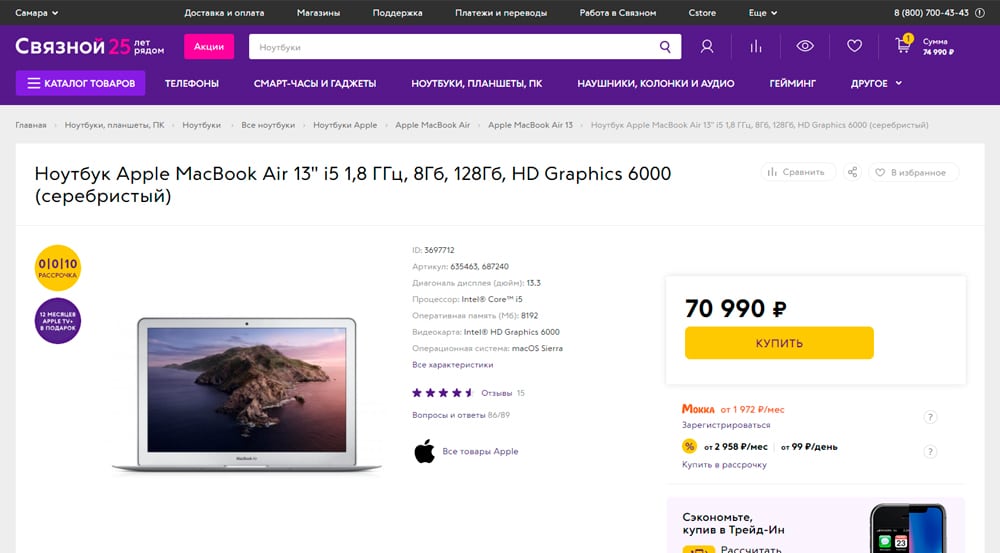 Самара
Доставка и оплата
Магазины
Поддержка
Платежи и переводы
Работа в Связном
Cstore
Еще
8 (800) 700-43-43
Связной 25 лет рядом
Акции
Ноутбуки
1
Сумма
74 990 ₽
КАТАЛОГ ТОВАРОВ
ТЕЛЕФОНЫ
СМАРТ-ЧАСЫ И ГАДЖЕТЫ
НОУТБУКИ, ПЛАНШЕТЫ, ПК
НАУШНИКИ, КОЛОНКИ И АУДИО
ГЕЙМИНГ
ДРУГОЕ
Главная › Ноутбуки, планшеты, ПК › Ноутбуки › Все ноутбуки › Ноутбуки Apple › Apple MacBook Air › Apple MacBook Air 13 › Ноутбук Apple MacBook Air 13" i5 1,8 ГГц, 8Гб, 128Гб, HD Graphics 6000 (серебристый)
Ноутбук Apple MacBook Air 13" i5 1,8 ГГц, 8Гб, 128Гб, HD Graphics 6000
(серебристый)
Сравнить
В избранное
0|0|10
РАССРОЧКА
12 МЕСЯЦЕВ
APPLE TV+
В ПОДАРОК
MacBook Air
ID: 3697712
Артикул: 635463, 687240
Диагональ дисплея (дюйм): 13,3
Процессор: Intel® Core™ i5
Оперативная память (Мб): 8192
Видеокарта: Intel® HD Graphics 6000
Операционная система: macOS Sierra
Все характеристики
Отзывы 15
Вопросы и ответы 86/89
Все товары Apple
70 990 ₽
КУПИТЬ
Мокка от 1 972 ₽/мес
Зарегистрироваться
?
% от 2 958 ₽/мес | от 99 ₽/день
Купить в рассрочку
?
Сэкономьте,
купив в Трейд-Ин
Рассчитать
23